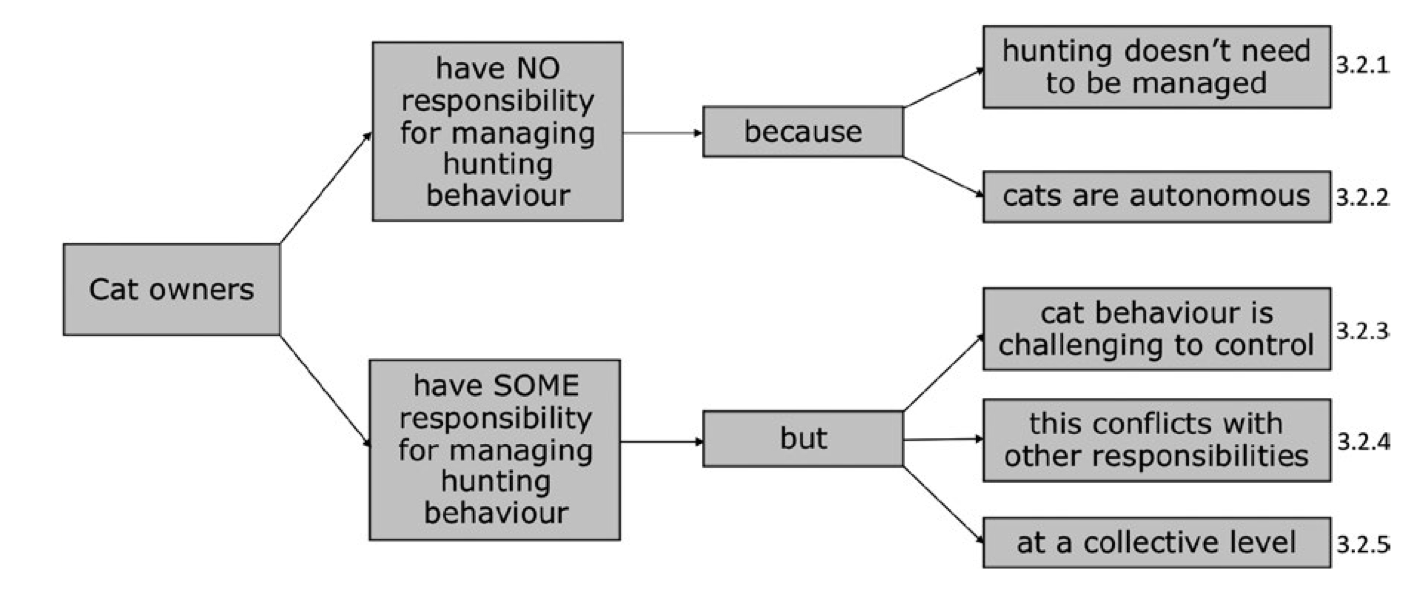 Cat owners
have NO
responsibility
for managing
hunting
behaviour
because
hunting doesn't need
to be managed
3.2.1
cats are autonomous
3.2.2
have SOME
responsibility
for managing
hunting
behaviour
but
cat behaviour is
challenging to control
3.2.3
this conflicts with
other responsibilities
3.2.4
at a collective level
3.2.5